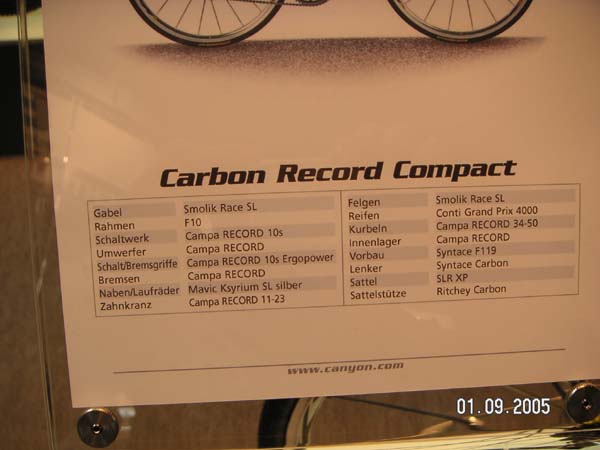 Carbon Record Compact
Gabel Smolik Race SL
Rahmen F10
Schaltwerk Campa RECORD 10s
Umwerfer Campa RECORD
Schalt/Bremsgriffe Campa RECORD 10s Ergopower
Bremsen Campa RECORD
Naben/Laufräder Mavic Ksyrium SL silber
Zahnkranz Campa RECORD 11-23
Felgen Smolik Race SL
Reifen Conti Grand Prix 4000
Kurbeln Campa RECORD 34-50
Innenlager Campa RECORD
Vorbau Syntace F119
Lenker Syntace Carbon
Sattel SLR XP
Sattelstütze Ritchey Carbon
www.canyon.com
01.09.2005